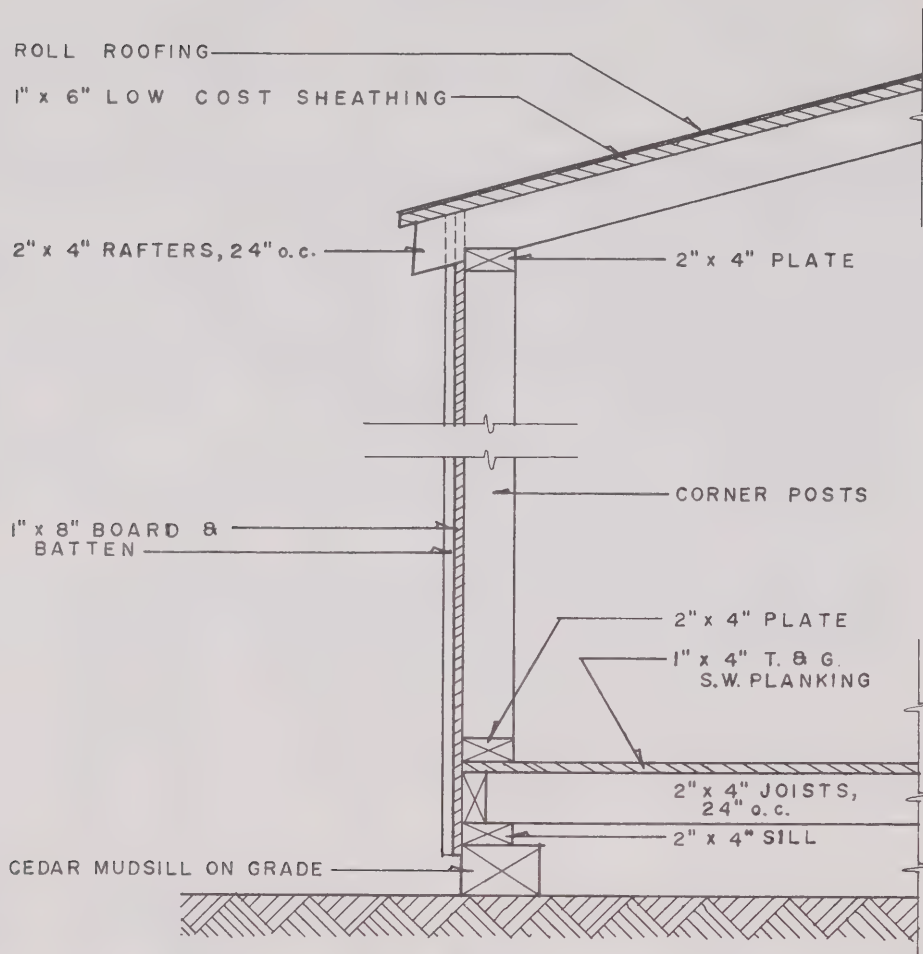 ROLL ROOFING
1" x 6" LOW COST SHEATHING
2" x 4" RAFTERS, 24" o.c.
2" x 4" PLATE
CORNER POSTS
1" x 8" BOARD &
BATTEN
2" x 4" PLATE
1" x 4" T. & G.
S.W. PLANKING
2" x 4" JOISTS,
24" o.c.
2" x 4" SILL
CEDAR MUDSILL ON GRADE